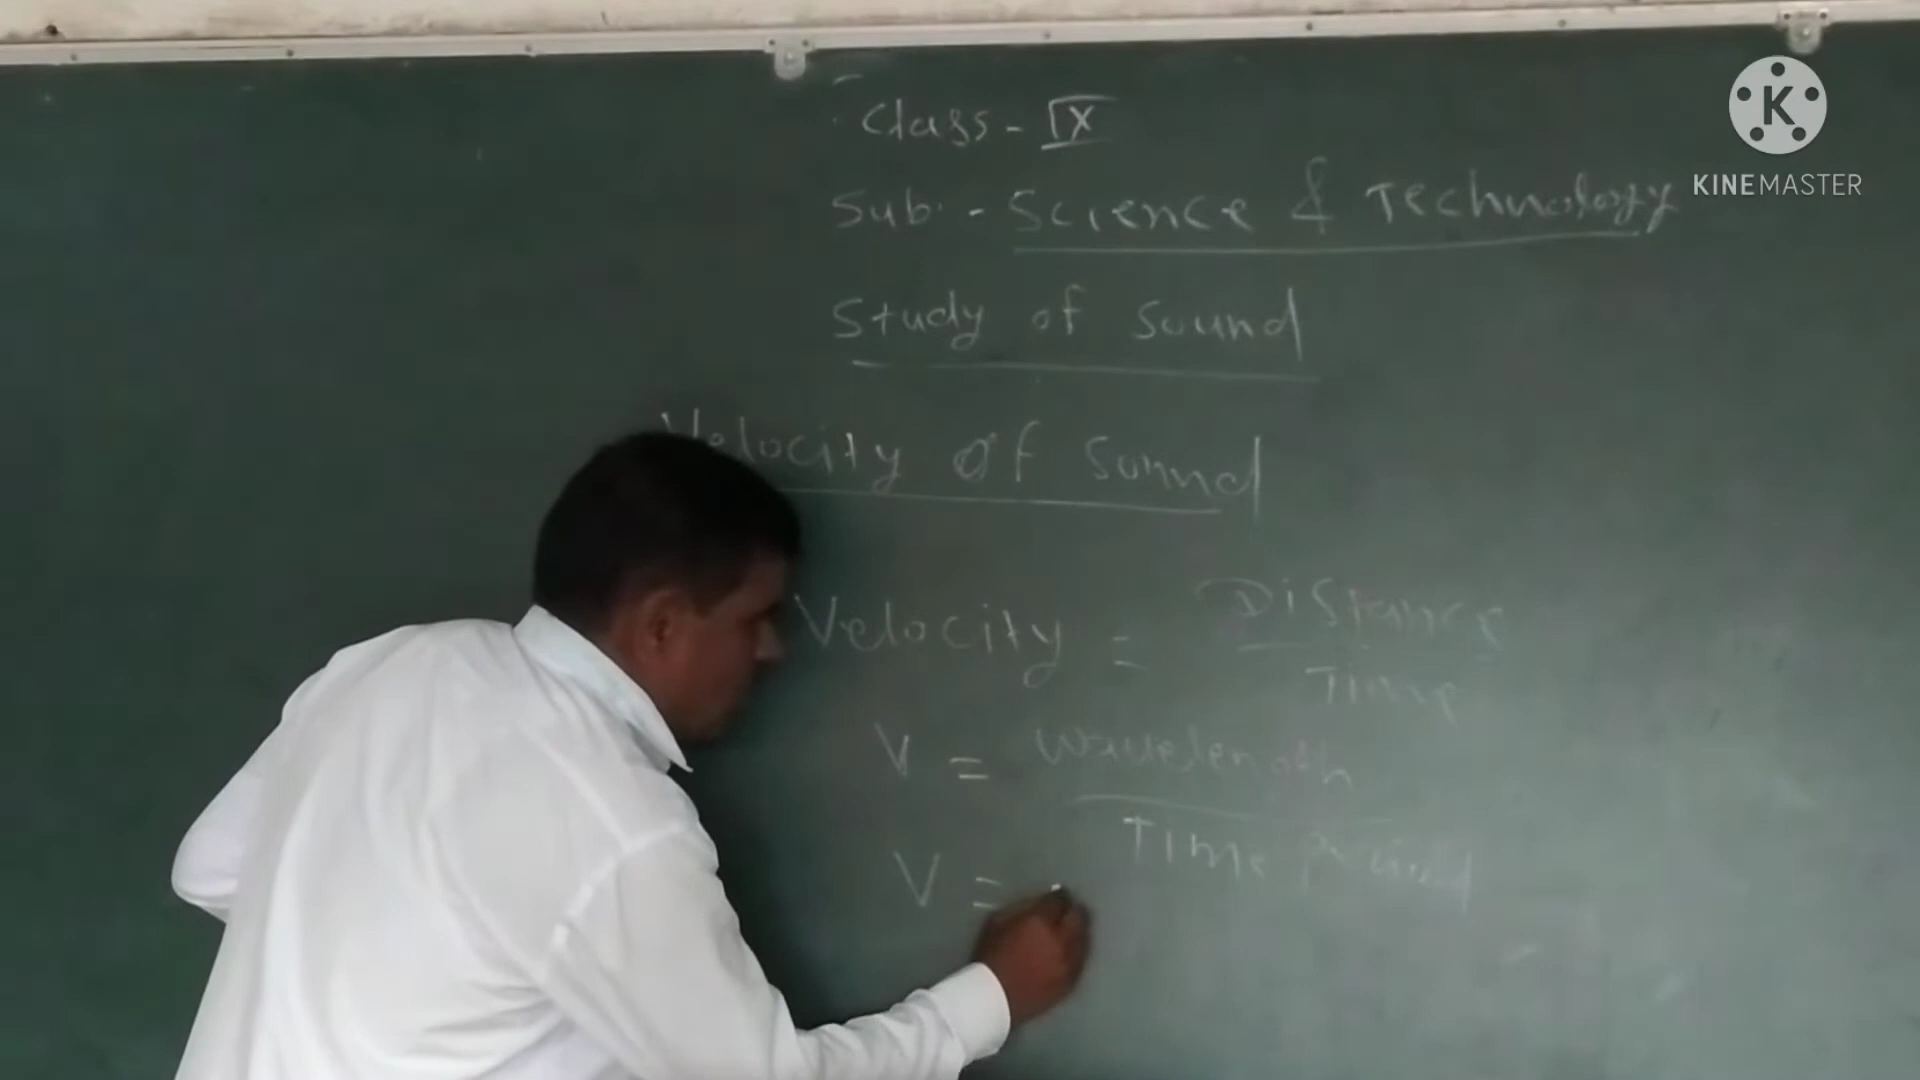 Class - IX
KINEMASTER
Sub. - Science & Technology
Study of Sound
Velocity of Sound
Velocity = Distance
Time
V = Wavelength
Time period
V =